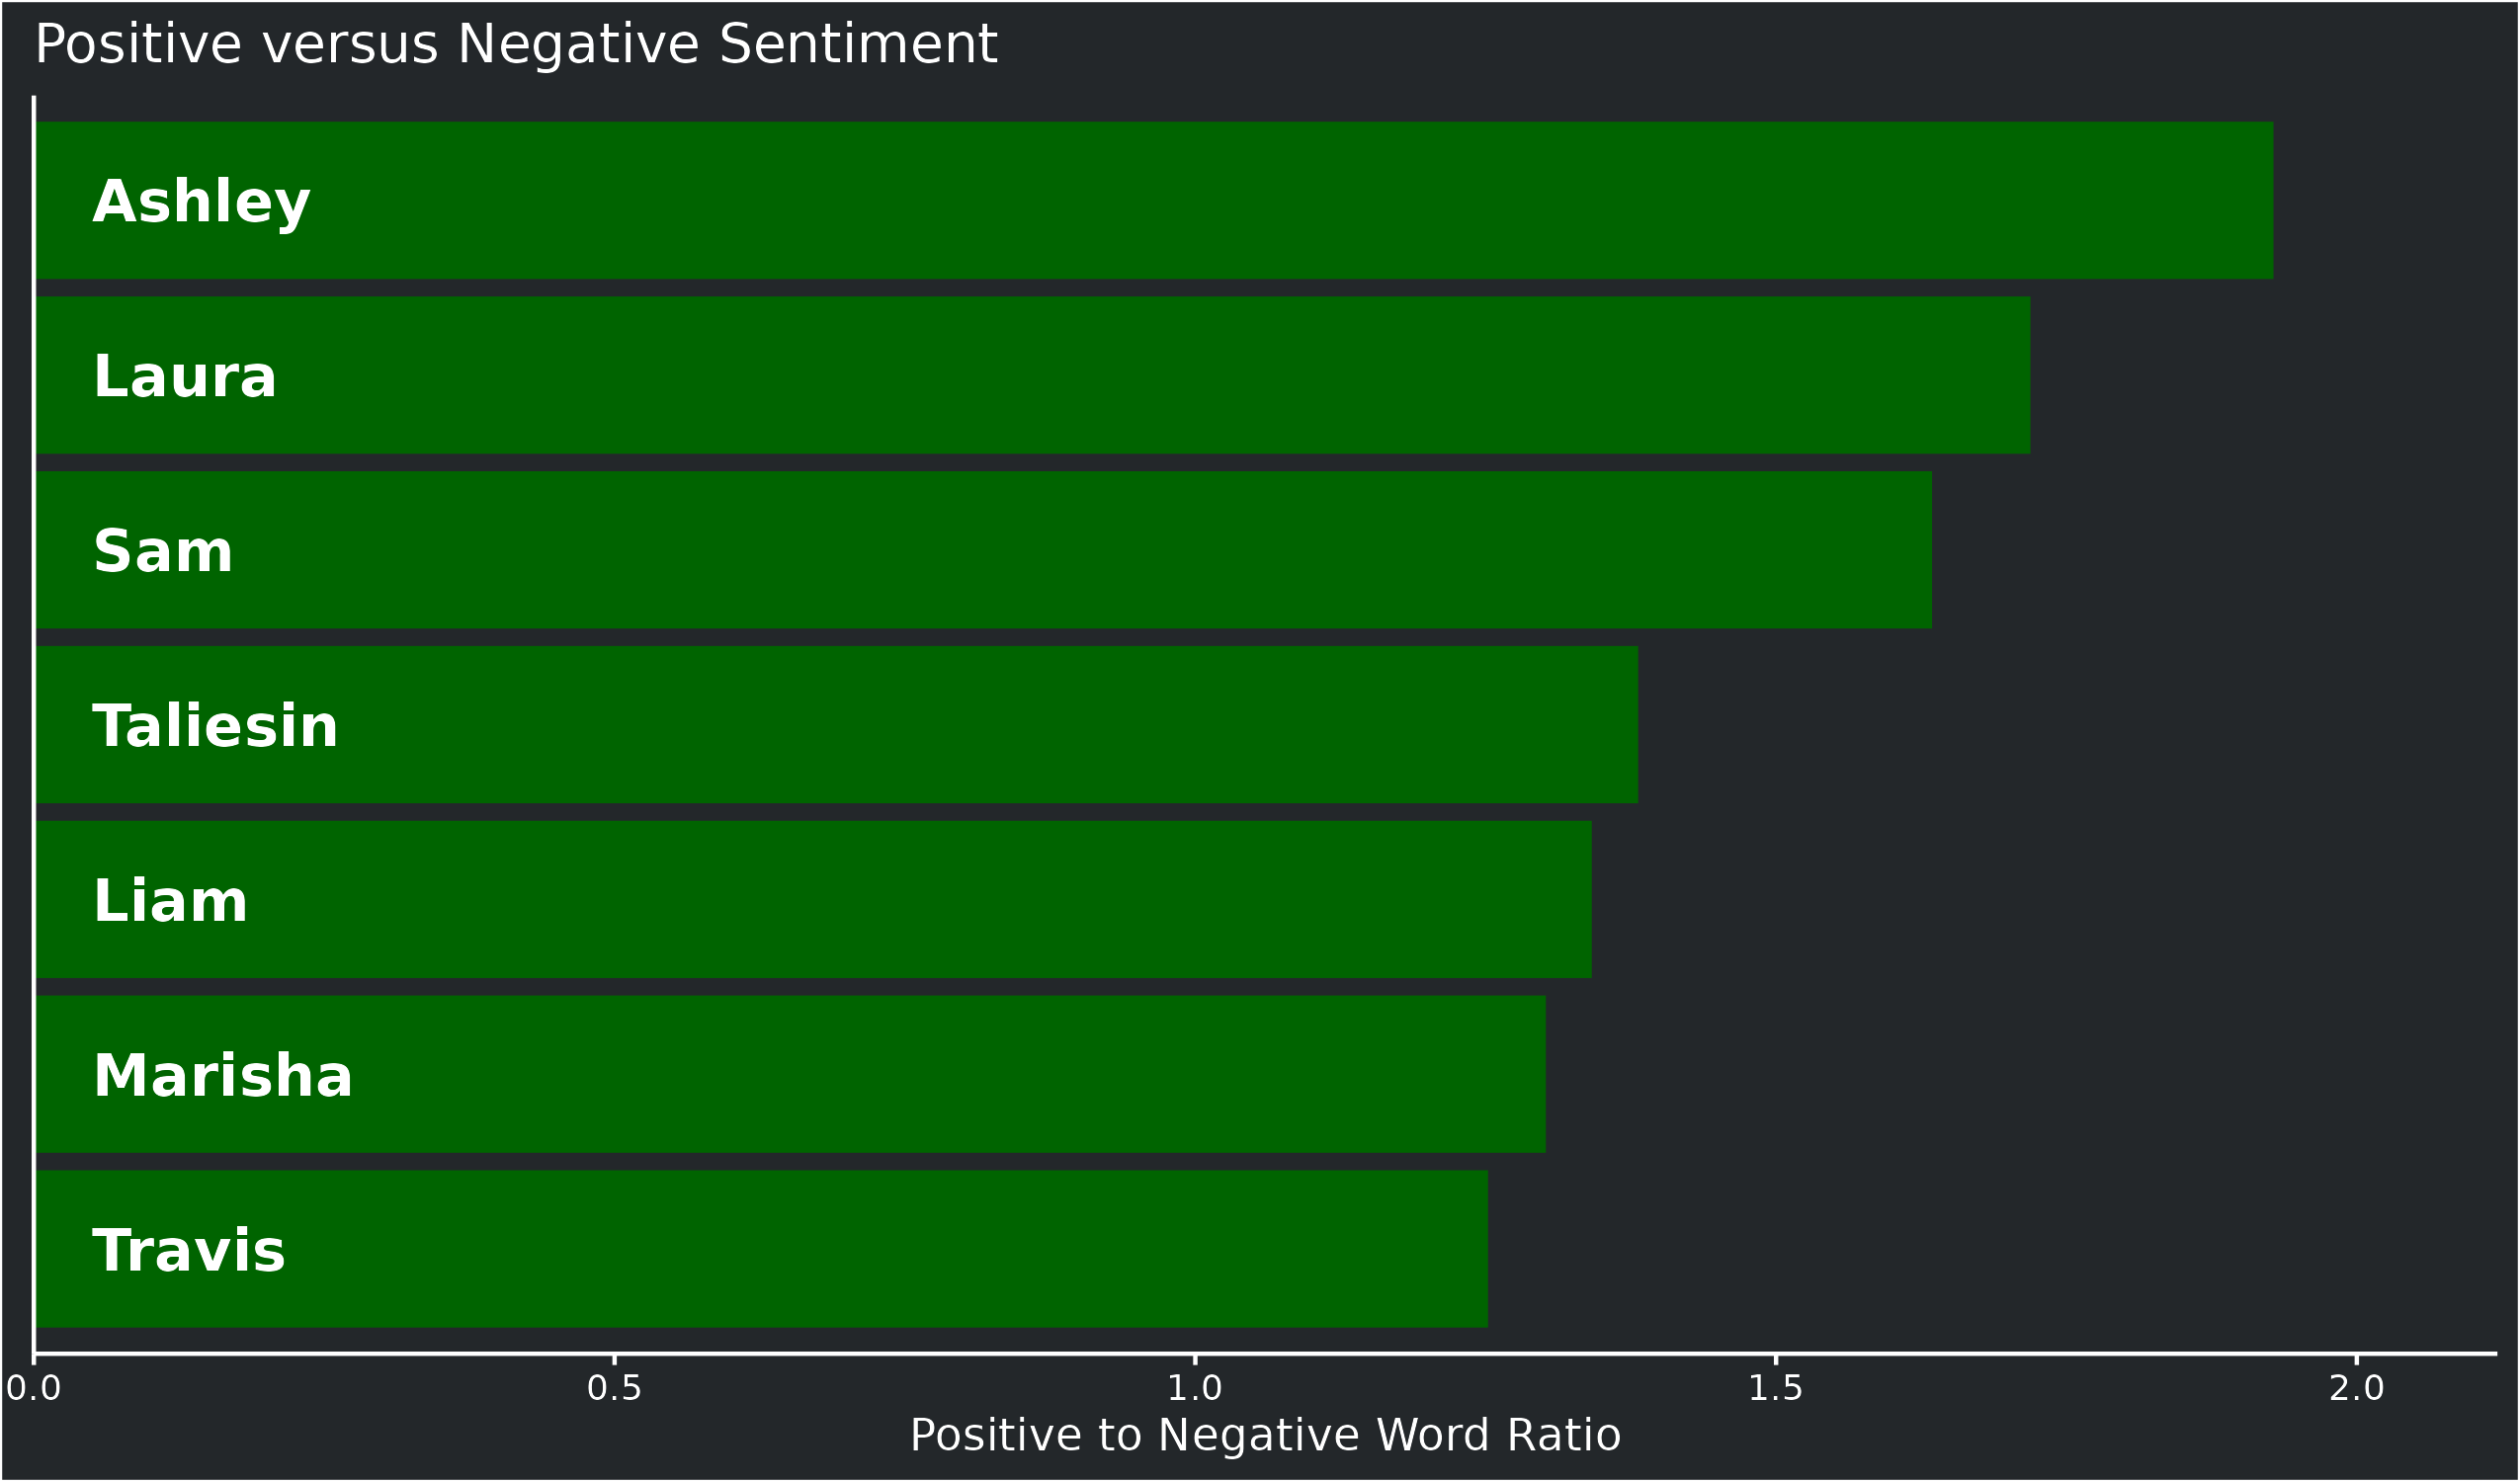 Positive versus Negative Sentiment
Ashley
Laura
Sam
Taliesin
Liam
Marisha
Travis
0.0 0.5 1.0 1.5 2.0
Positive to Negative Word Ratio